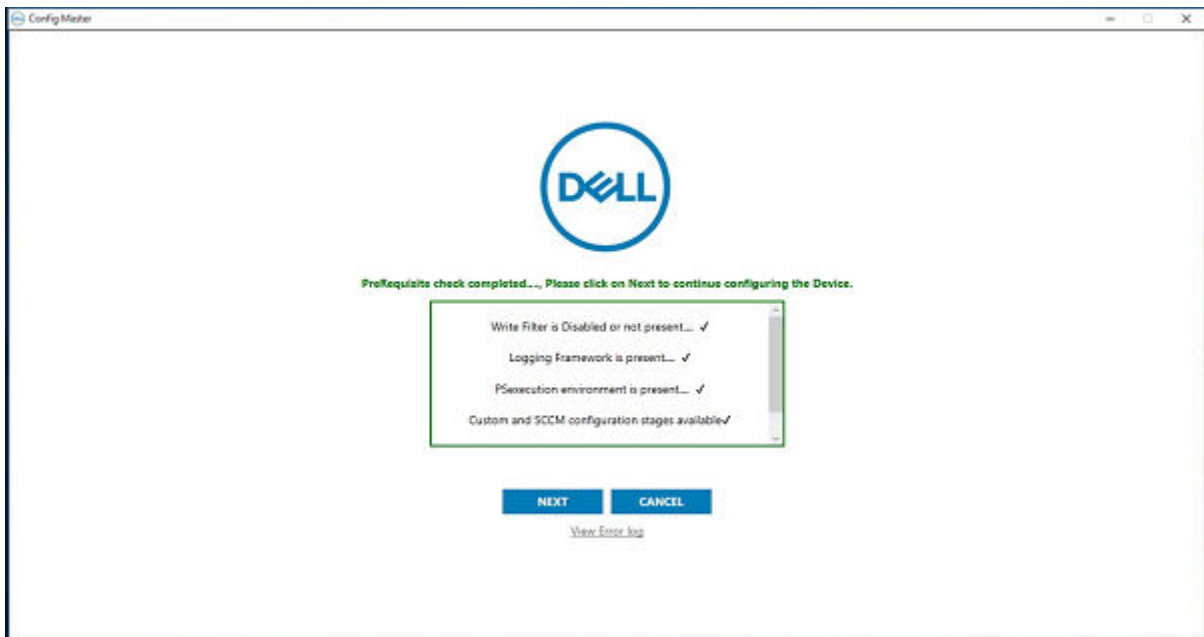 Config Master
DELL
PreRequisite check completed...., Please click on Next to continue configuring the Device.
Write Filter is Disabled or not present.... ✓
Logging Framework is present.... ✓
PSexecution environment is present.... ✓
Custom and SCCM configuration stages available✓
NEXT
CANCEL
View Error log